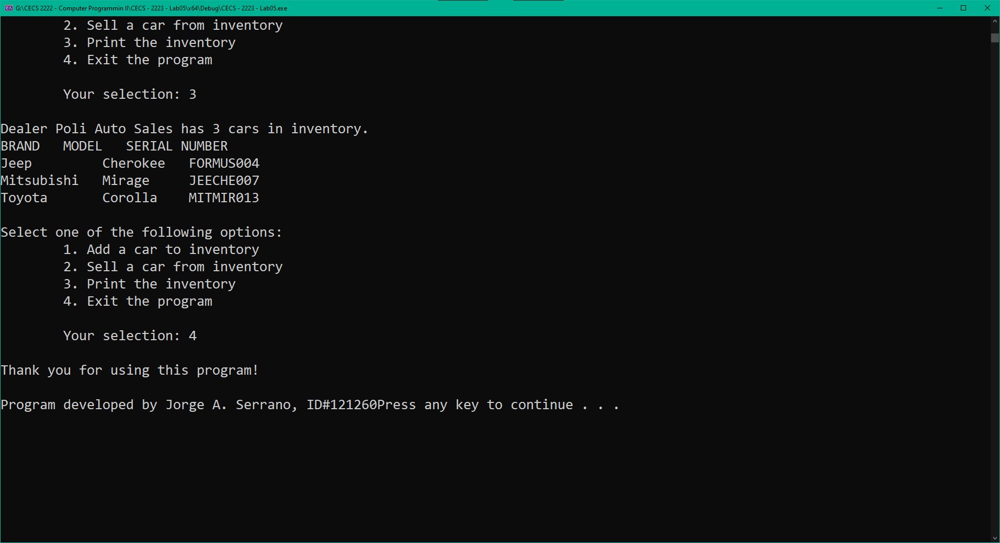 G:\CECS 2222 - Computer Programmin II\CECS - 2223 - Lab05\x64\Debug\CECS - 2223 - Lab05.exe
2. Sell a car from inventory
3. Print the inventory
4. Exit the program
Your selection: 3
Dealer Poli Auto Sales has 3 cars in inventory.
BRAND MODEL SERIAL NUMBER
Jeep Cherokee FORMUS004
Mitsubishi Mirage JEECHE007
Toyota Corolla MITMIR013
Select one of the following options:
1. Add a car to inventory
2. Sell a car from inventory
3. Print the inventory
4. Exit the program
Your selection: 4
Thank you for using this program!
Program developed by Jorge A. Serrano, ID#121260Press any key to continue . . .